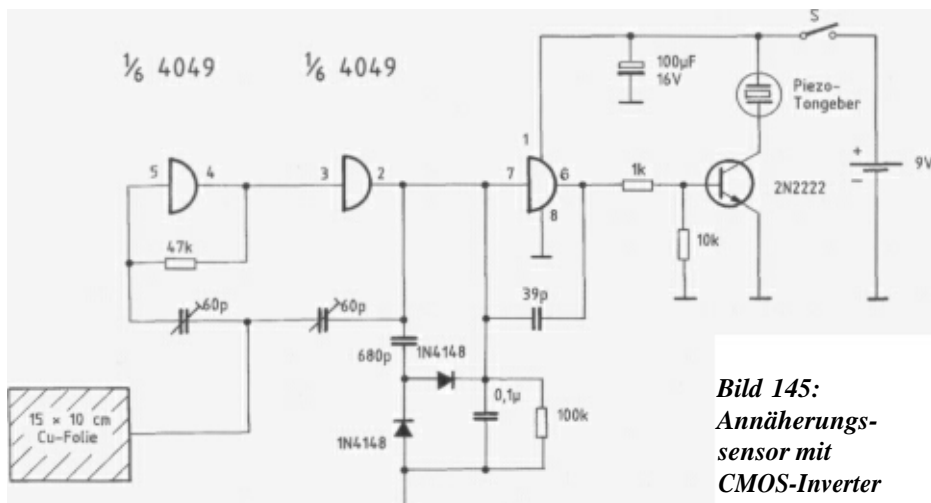 ⅙ 4049
⅙ 4049
S
100µF
16V
Piezo-
Tongeber
1
5
4
3
2
7
6
8
1k
2N2222
+
-
9V
47k
10k
60p
60p
39p
680p
1N4148
0,1µ
100k
1N4148
15 × 10 cm
Cu-Folie
Bild 145:
Annäherungs-
sensor mit
CMOS-Inverter